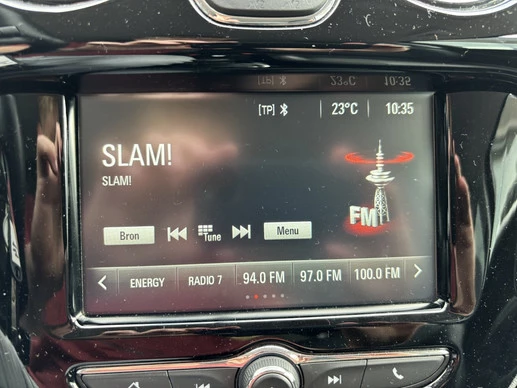 [TP] 23°C 10:35
SLAM!
SLAM!
FM
Bron Tune Menu
ENERGY RADIO 7 94.0 FM 97.0 FM 100.0 FM